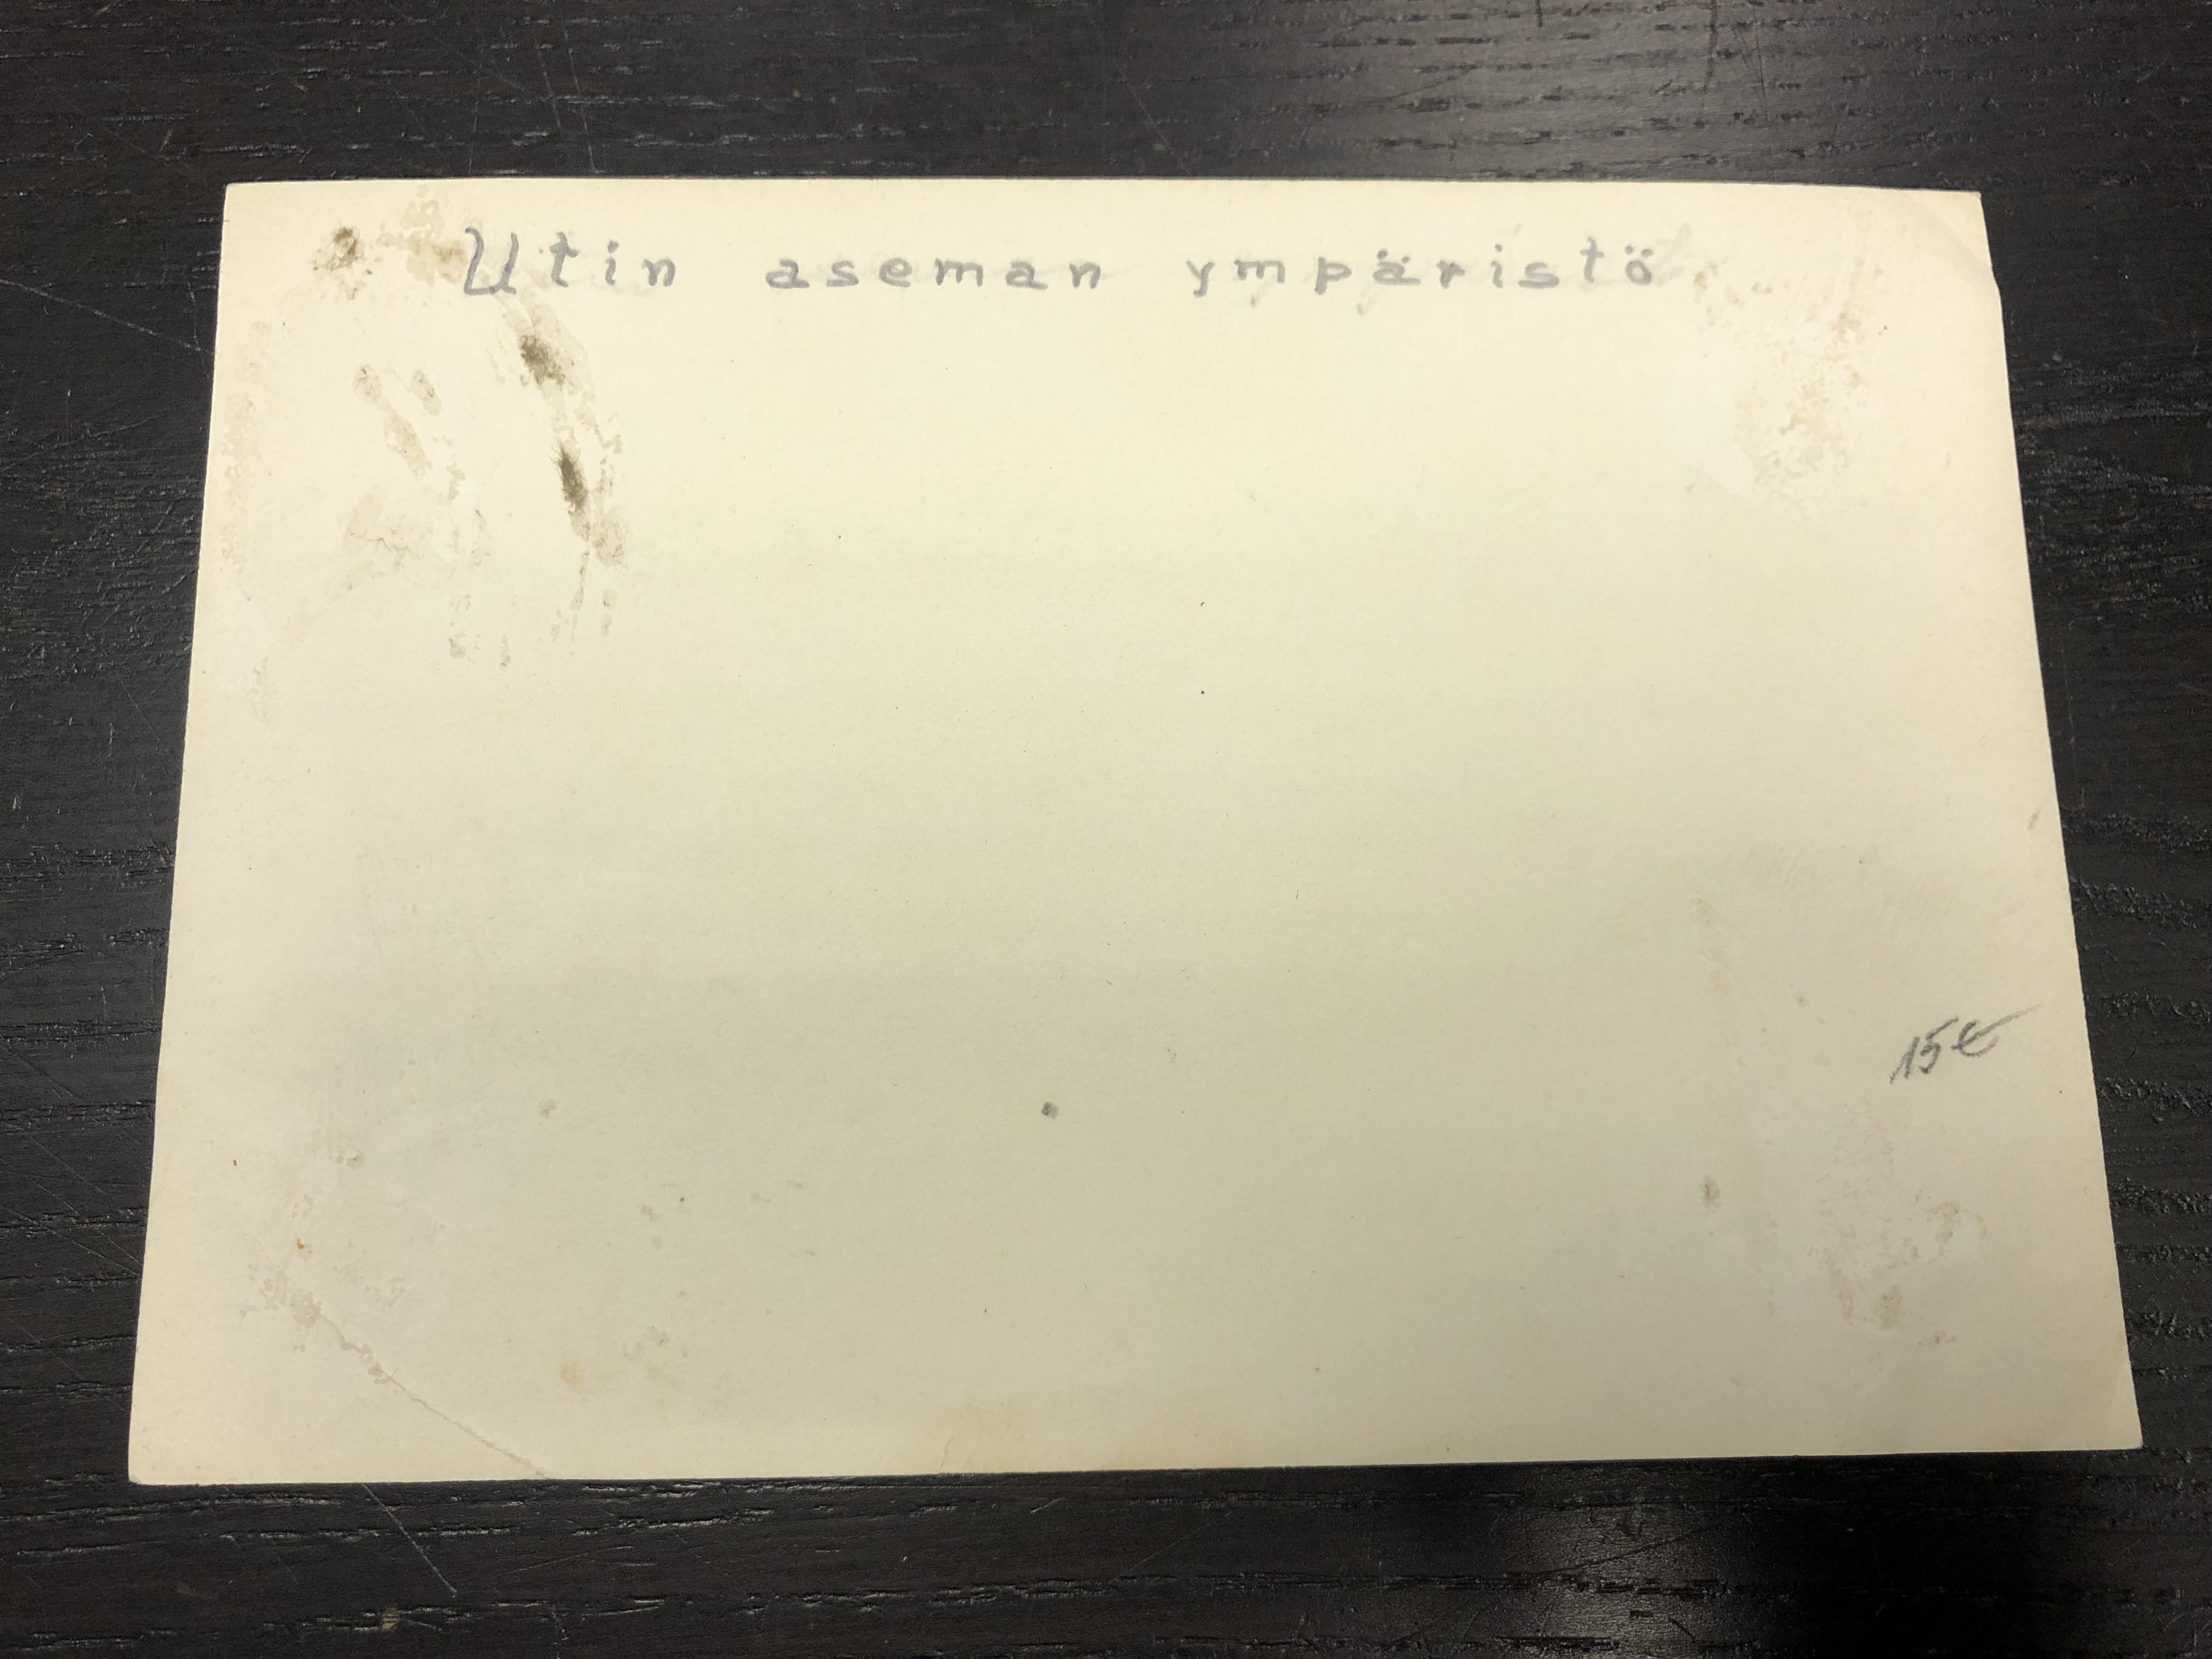 Utin aseman ympäristö
15€